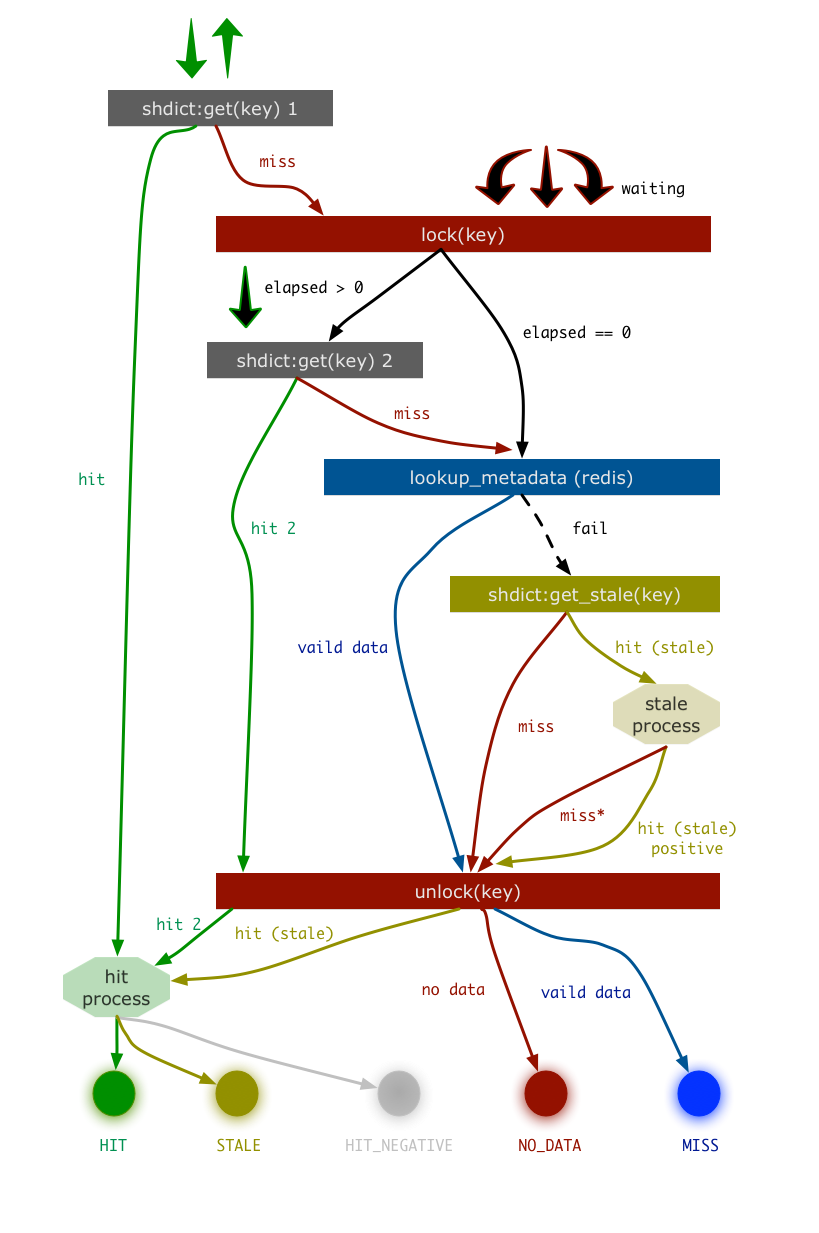 shdict:get(key) 1
miss
waiting
lock(key)
elapsed > 0
elapsed == 0
shdict:get(key) 2
miss
hit
lookup_metadata (redis)
hit 2
fail
shdict:get_stale(key)
vaild data
hit (stale)
stale
process
miss
miss*
hit (stale)
positive
unlock(key)
hit 2
hit (stale)
hit
process
no data
vaild data
HIT
STALE
HIT_NEGATIVE
NO_DATA
MISS